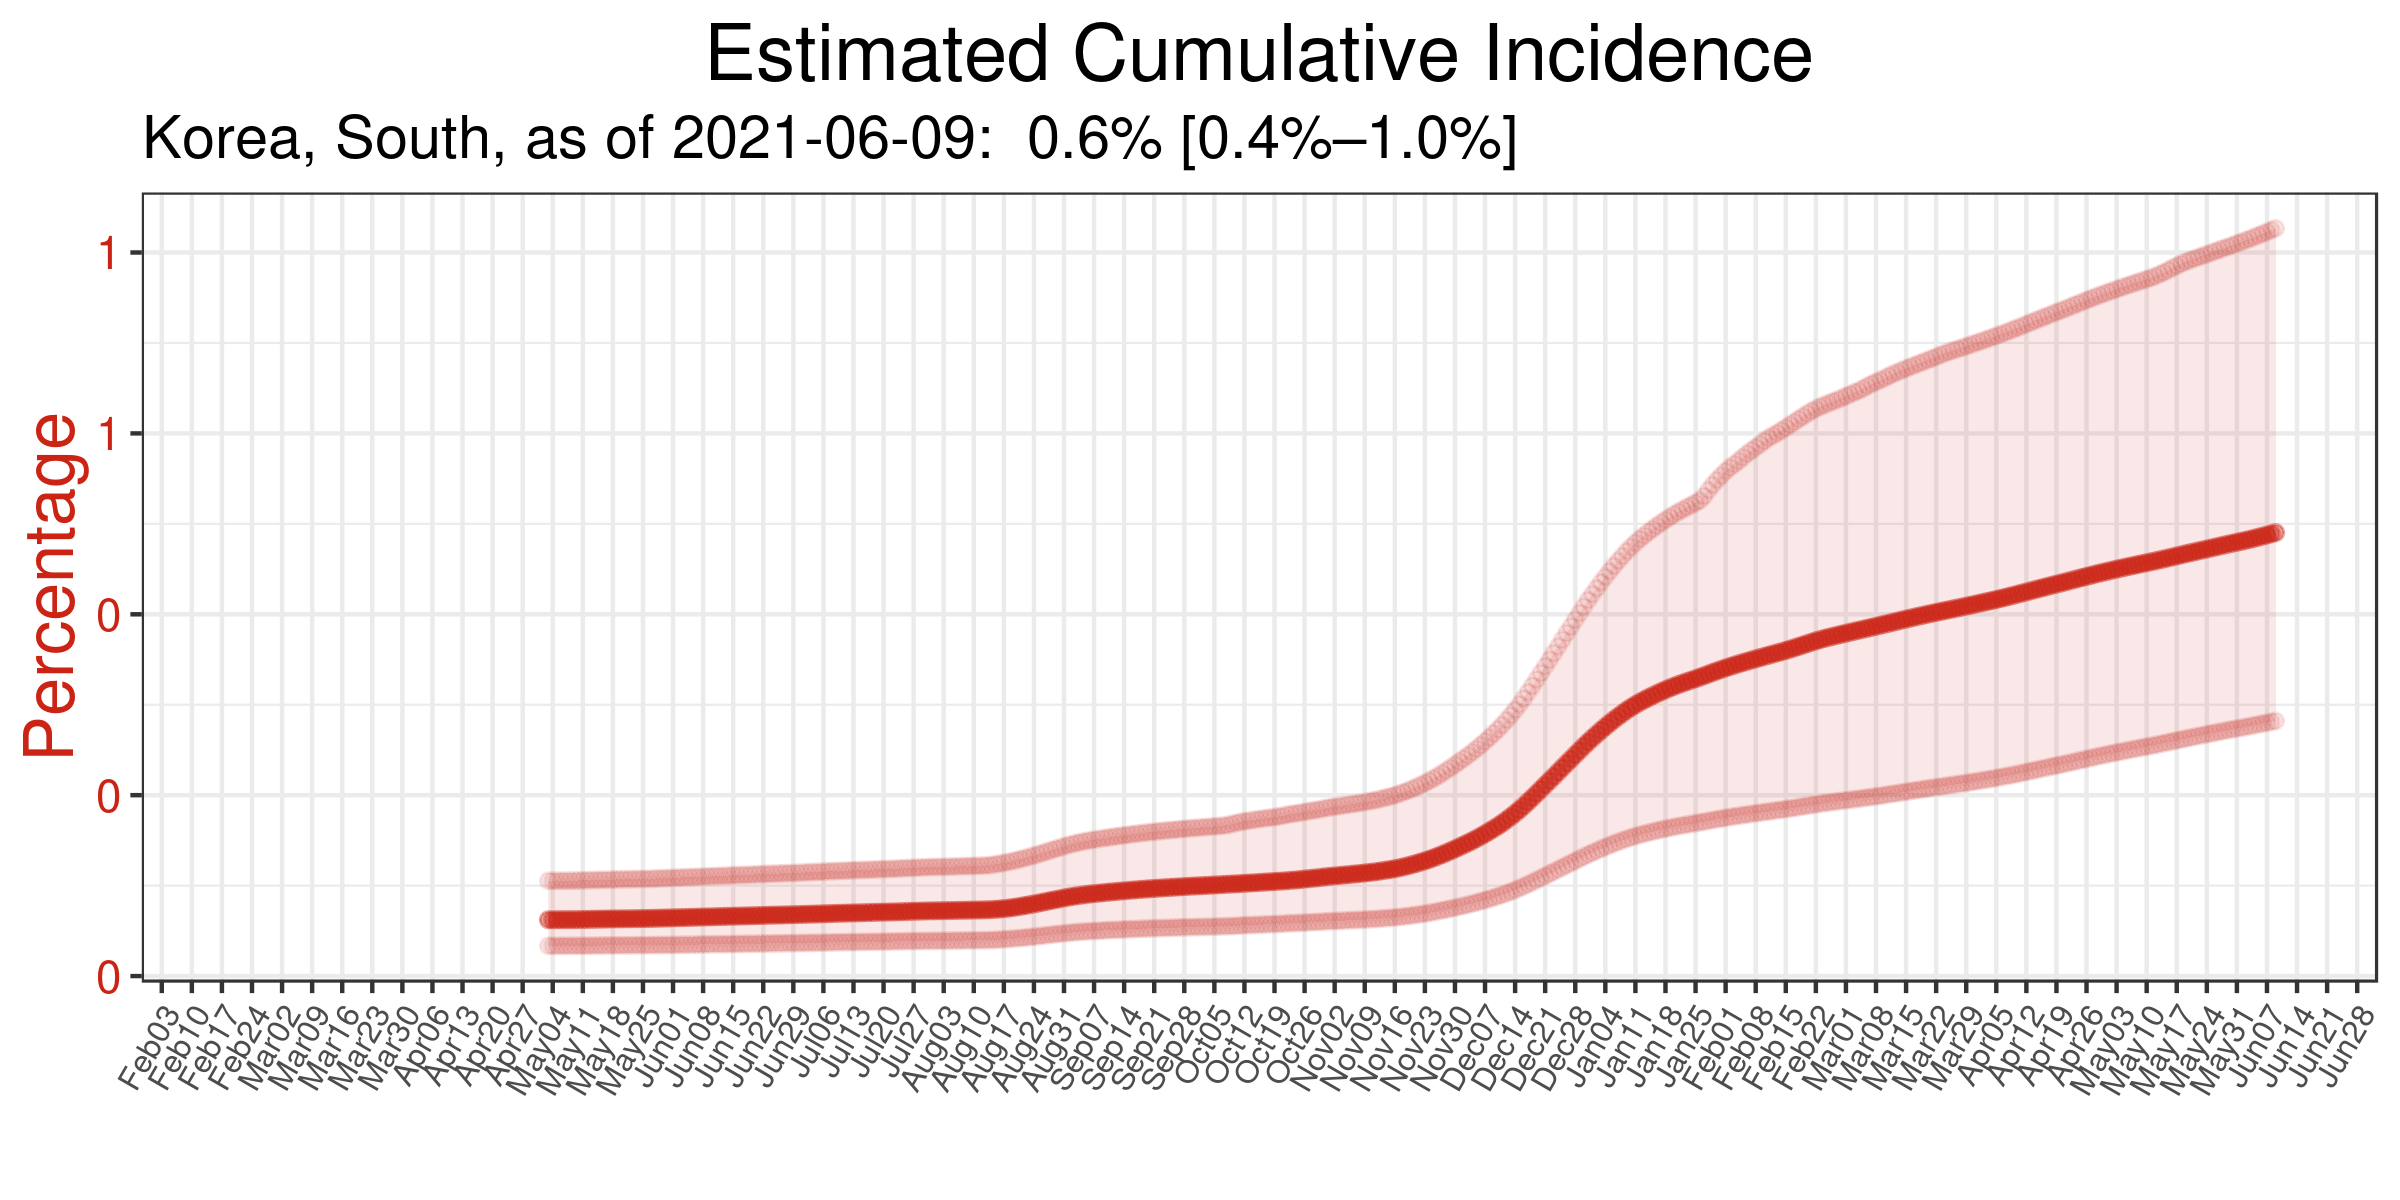 Estimated Cumulative Incidence
Korea, South, as of 2021-06-09:  0.6% [0.4%–1.0%]
Percentage
1
1
0
0
0
Feb03
Feb10
Feb17
Feb24
Mar02
Mar09
Mar16
Mar23
Mar30
Apr06
Apr13
Apr20
Apr27
May04
May11
May18
May25
Jun01
Jun08
Jun15
Jun22
Jun29
Jul06
Jul13
Jul20
Jul27
Aug03
Aug10
Aug17
Aug24
Aug31
Sep07
Sep14
Sep21
Sep28
Oct05
Oct12
Oct19
Oct26
Nov02
Nov09
Nov16
Nov23
Nov30
Dec07
Dec14
Dec21
Dec28
Jan04
Jan11
Jan18
Jan25
Feb01
Feb08
Feb15
Feb22
Mar01
Mar08
Mar15
Mar22
Mar29
Apr05
Apr12
Apr19
Apr26
May03
May10
May17
May24
May31
Jun07
Jun14
Jun21
Jun28